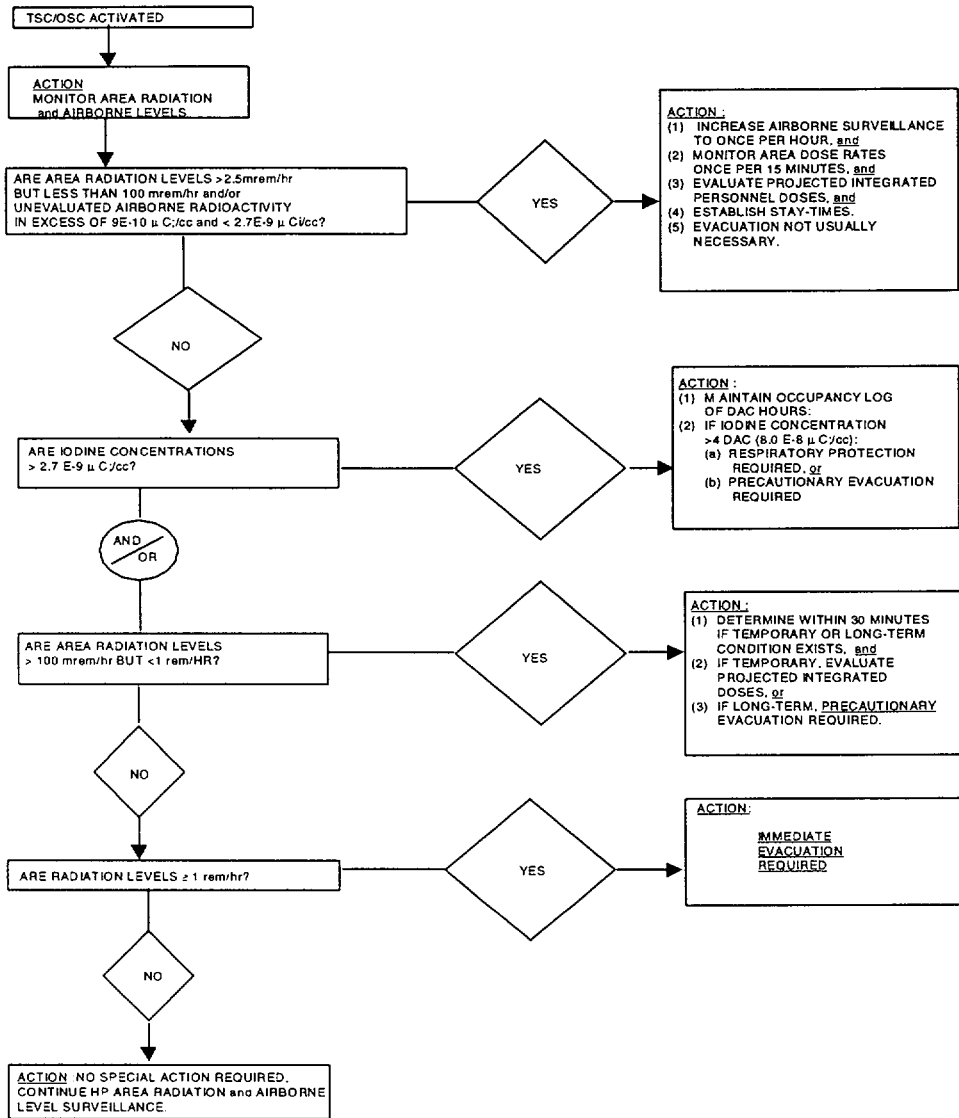 TSC/OSC ACTIVATED
ACTION
MONITOR AREA RADIATION
and AIRBORNE LEVELS.
ARE AREA RADIATION LEVELS >2.5mrem/hr
BUT LESS THAN 100 mrem/hr and/or
UNEVALUATED AIRBORNE RADIOACTIVITY
IN EXCESS OF 9E-10 µ C;/cc and < 2.7E-9 µ Ci/cc?
YES
ACTION :
(1) INCREASE AIRBORNE SURVEILLANCE
TO ONCE PER HOUR, and
(2) MONITOR AREA DOSE RATES
ONCE PER 15 MINUTES, and
(3) EVALUATE PROJECTED INTEGRATED
PERSONNEL DOSES, and
(4) ESTABLISH STAY-TIMES.
(5) EVACUATION NOT USUALLY
NECESSARY.
NO
ARE IODINE CONCENTRATIONS
> 2.7 E-9 µ C;/cc?
YES
ACTION :
(1) MAINTAIN OCCUPANCY LOG
OF DAC HOURS:
(2) IF IODINE CONCENTRATION
>4 DAC (8.0 E-8 µ C;/cc):
(a) RESPIRATORY PROTECTION
REQUIRED, or
(b) PRECAUTIONARY EVACUATION
REQUIRED
AND
OR
ARE AREA RADIATION LEVELS
> 100 mrem/hr BUT <1 rem/HR?
YES
ACTION :
(1) DETERMINE WITHIN 30 MINUTES
IF TEMPORARY OR LONG-TERM
CONDITION EXISTS, and
(2) IF TEMPORARY, EVALUATE
PROJECTED INTEGRATED
DOSES, or
(3) IF LONG-TERM, PRECAUTIONARY
EVACUATION REQUIRED.
NO
ARE RADIATION LEVELS ≥ 1 rem/hr?
YES
ACTION:
IMMEDIATE
EVACUATION
REQUIRED
NO
ACTION :NO SPECIAL ACTION REQUIRED.
CONTINUE HP AREA RADIATION and AIRBORNE
LEVEL SURVEILLANCE.